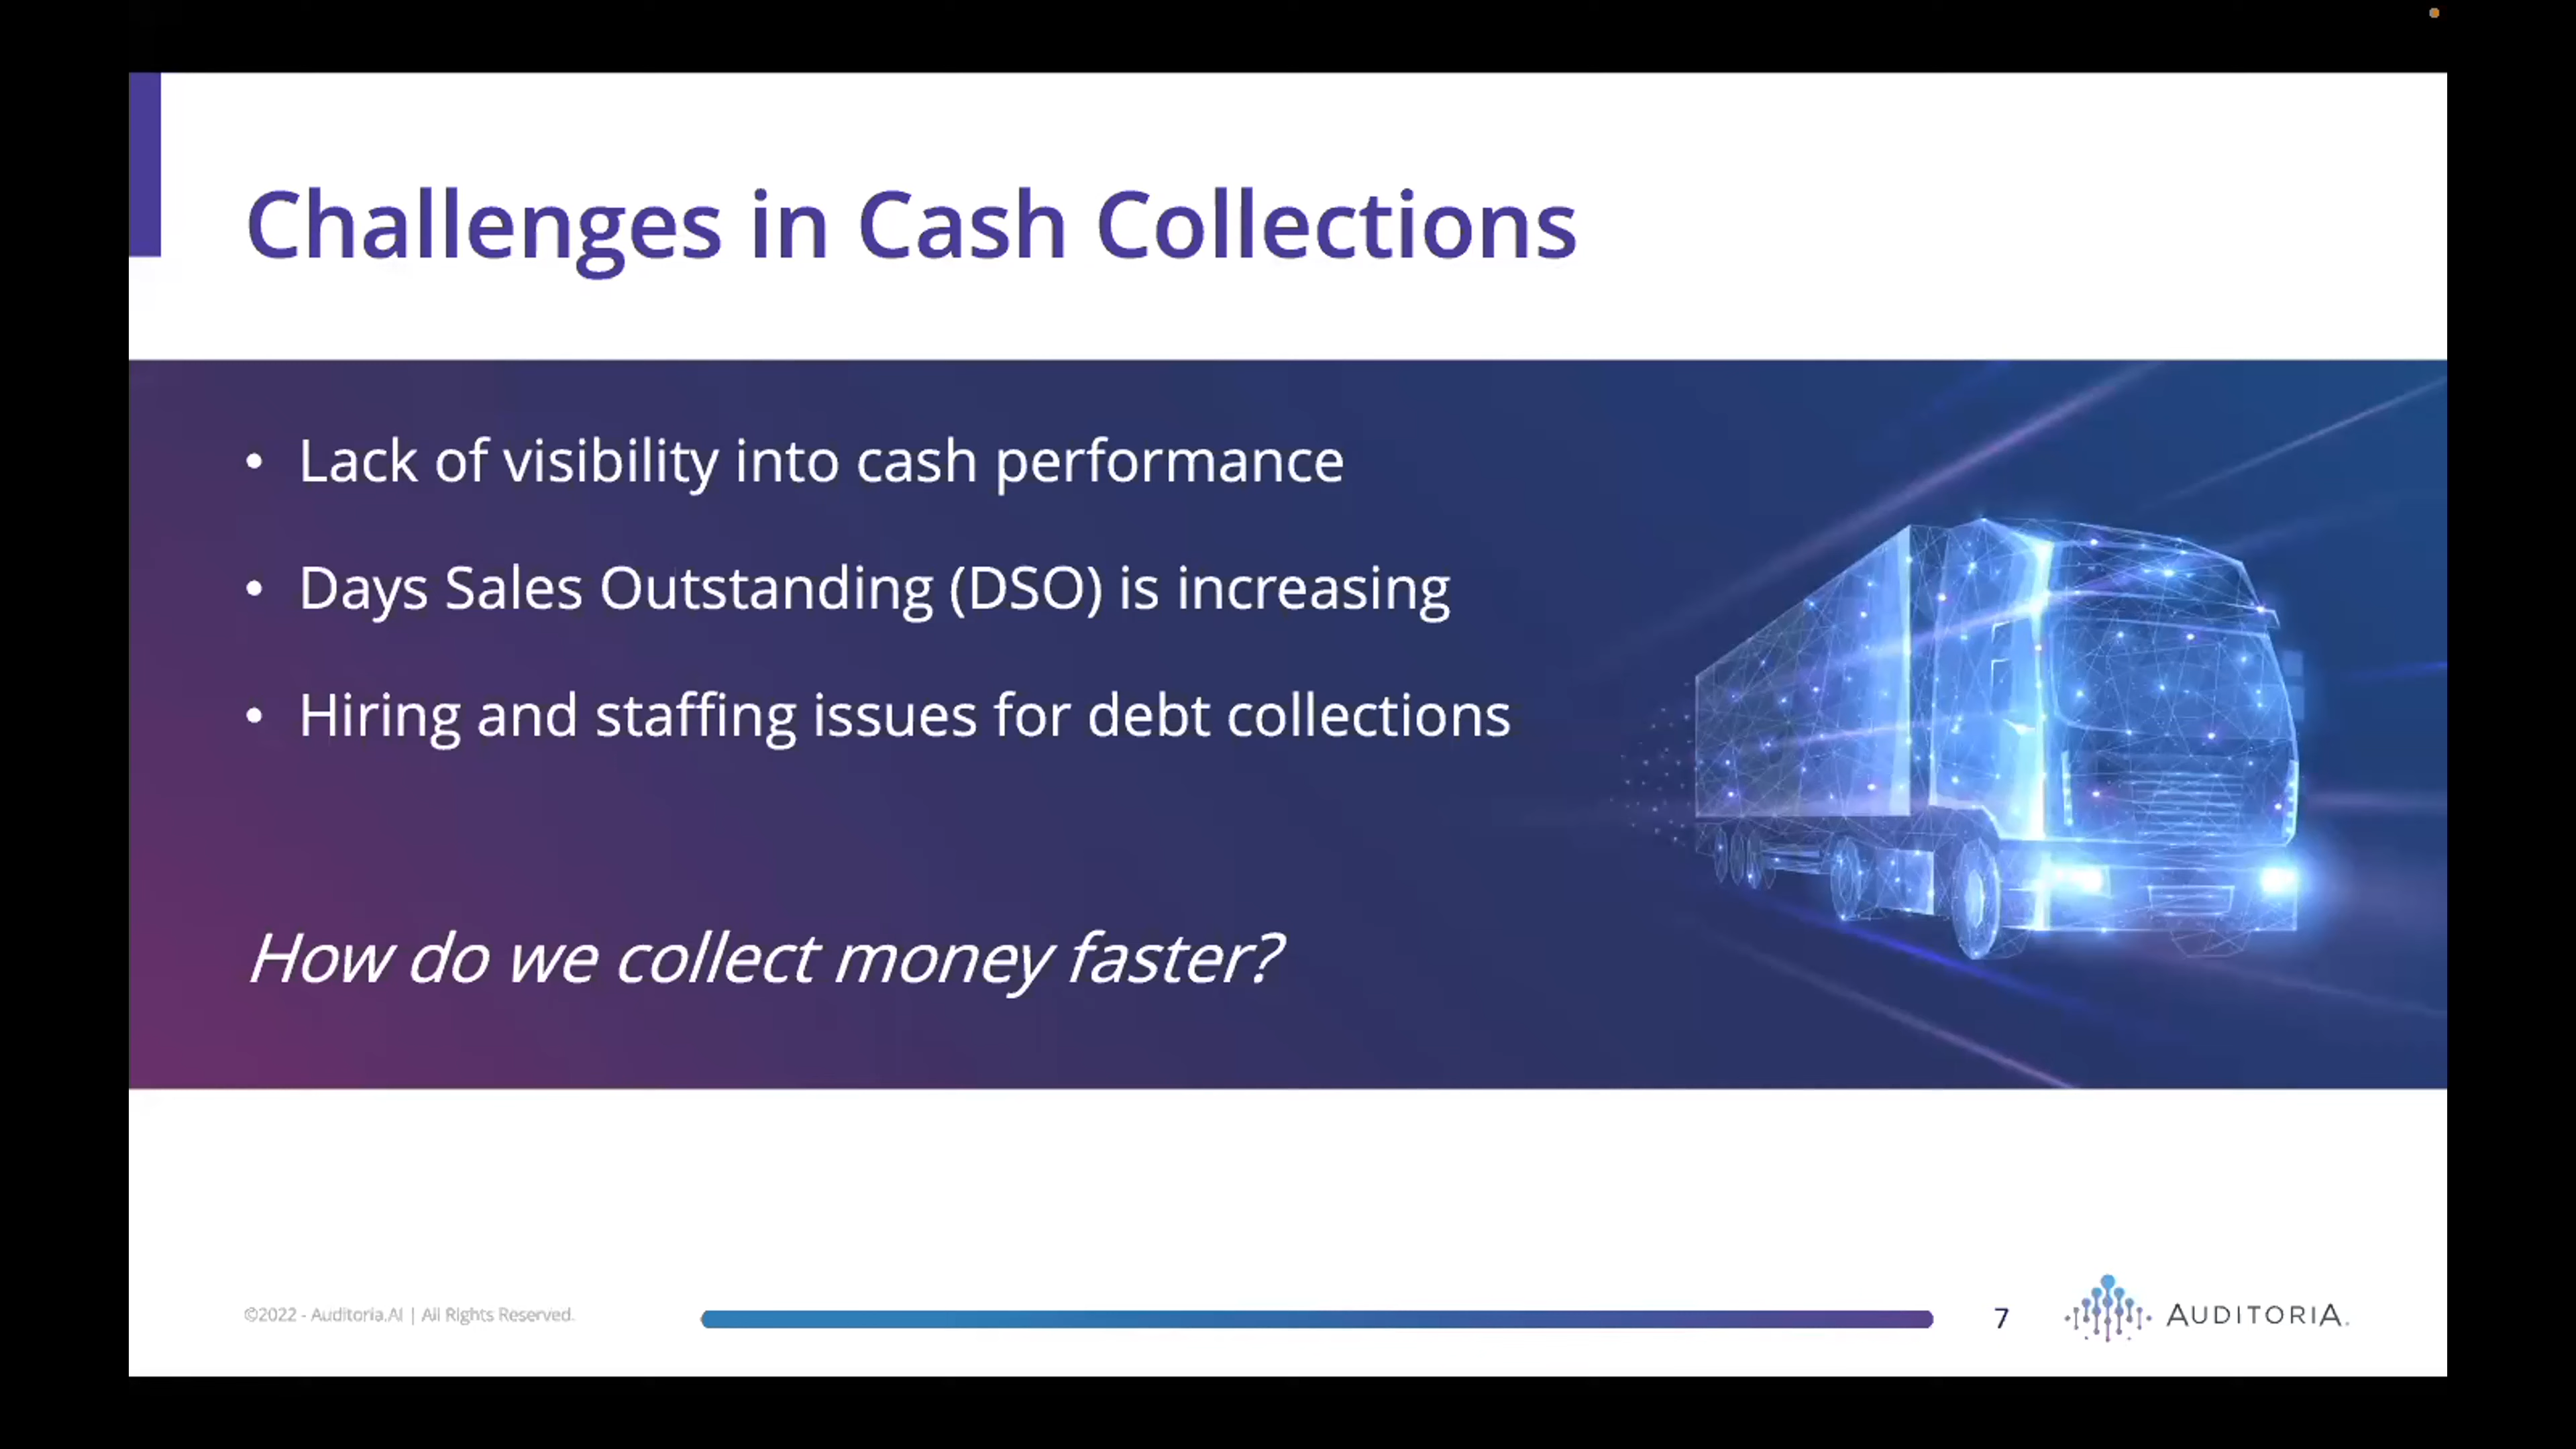 Challenges in Cash Collections
• Lack of visibility into cash performance
• Days Sales Outstanding (DSO) is increasing
• Hiring and staffing issues for debt collections
How do we collect money faster?
©2022 - Auditoria.AI | All Rights Reserved.
7
AUDITORIA.